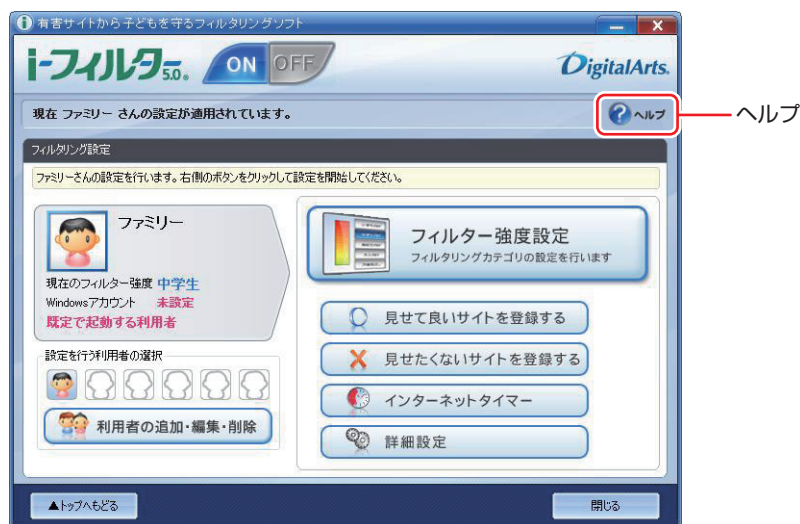 有害サイトから子どもを守るフィルタリングソフト
i-フィルター5.0. ON OFF
DigitalArts.
現在 ファミリー さんの設定が適用されています。
ヘルプ
ヘルプ
フィルタリング設定
ファミリーさんの設定を行います。右側のボタンをクリックして設定を開始してください。
ファミリー
現在のフィルター強度 中学生
Windowsアカウント 未設定
既定で起動する利用者
設定を行う利用者の選択
利用者の追加・編集・削除
フィルター強度設定
フィルタリングカテゴリの設定を行います
見せて良いサイトを登録する
見せたくないサイトを登録する
インターネットタイマー
詳細設定
▲トップへもどる
閉じる